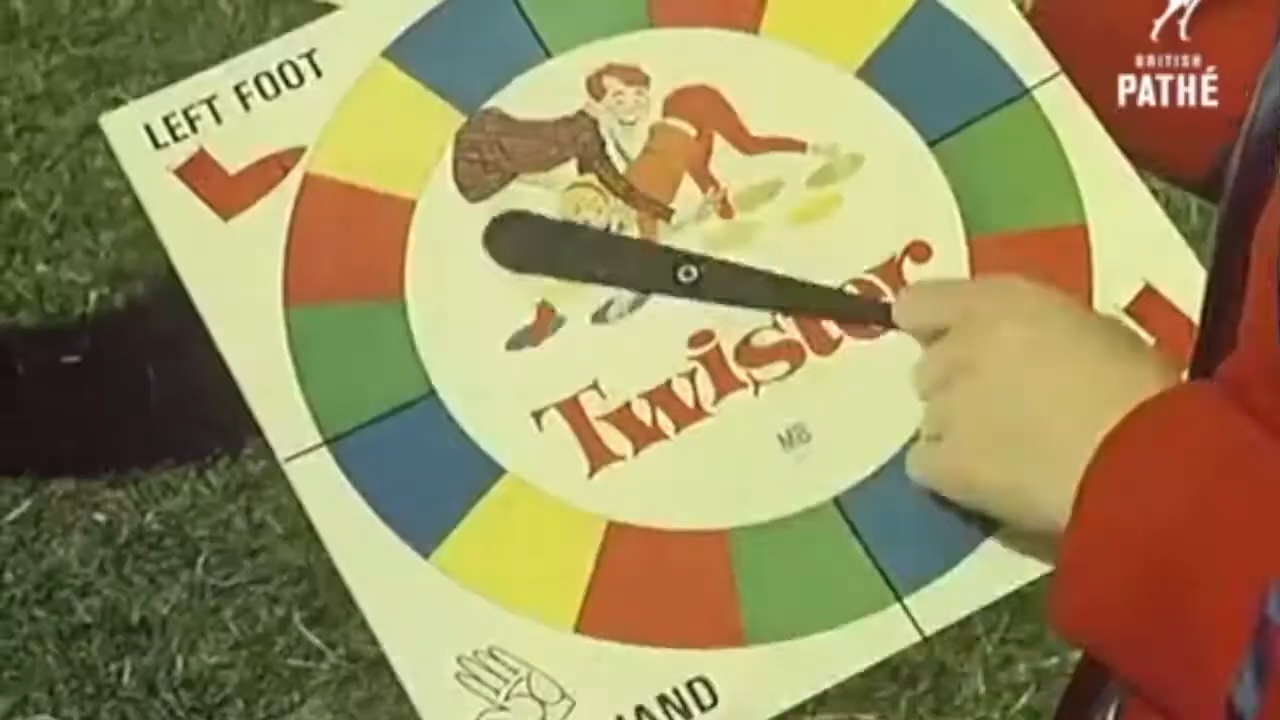 BRITISH
PATHÉ
LEFT FOOT
Twister
MB
HAND